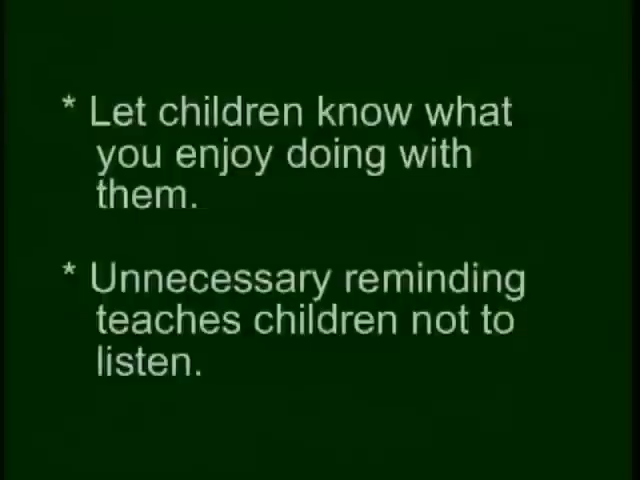 * Let children know what
you enjoy doing with
them.
* Unnecessary reminding
teaches children not to
listen.